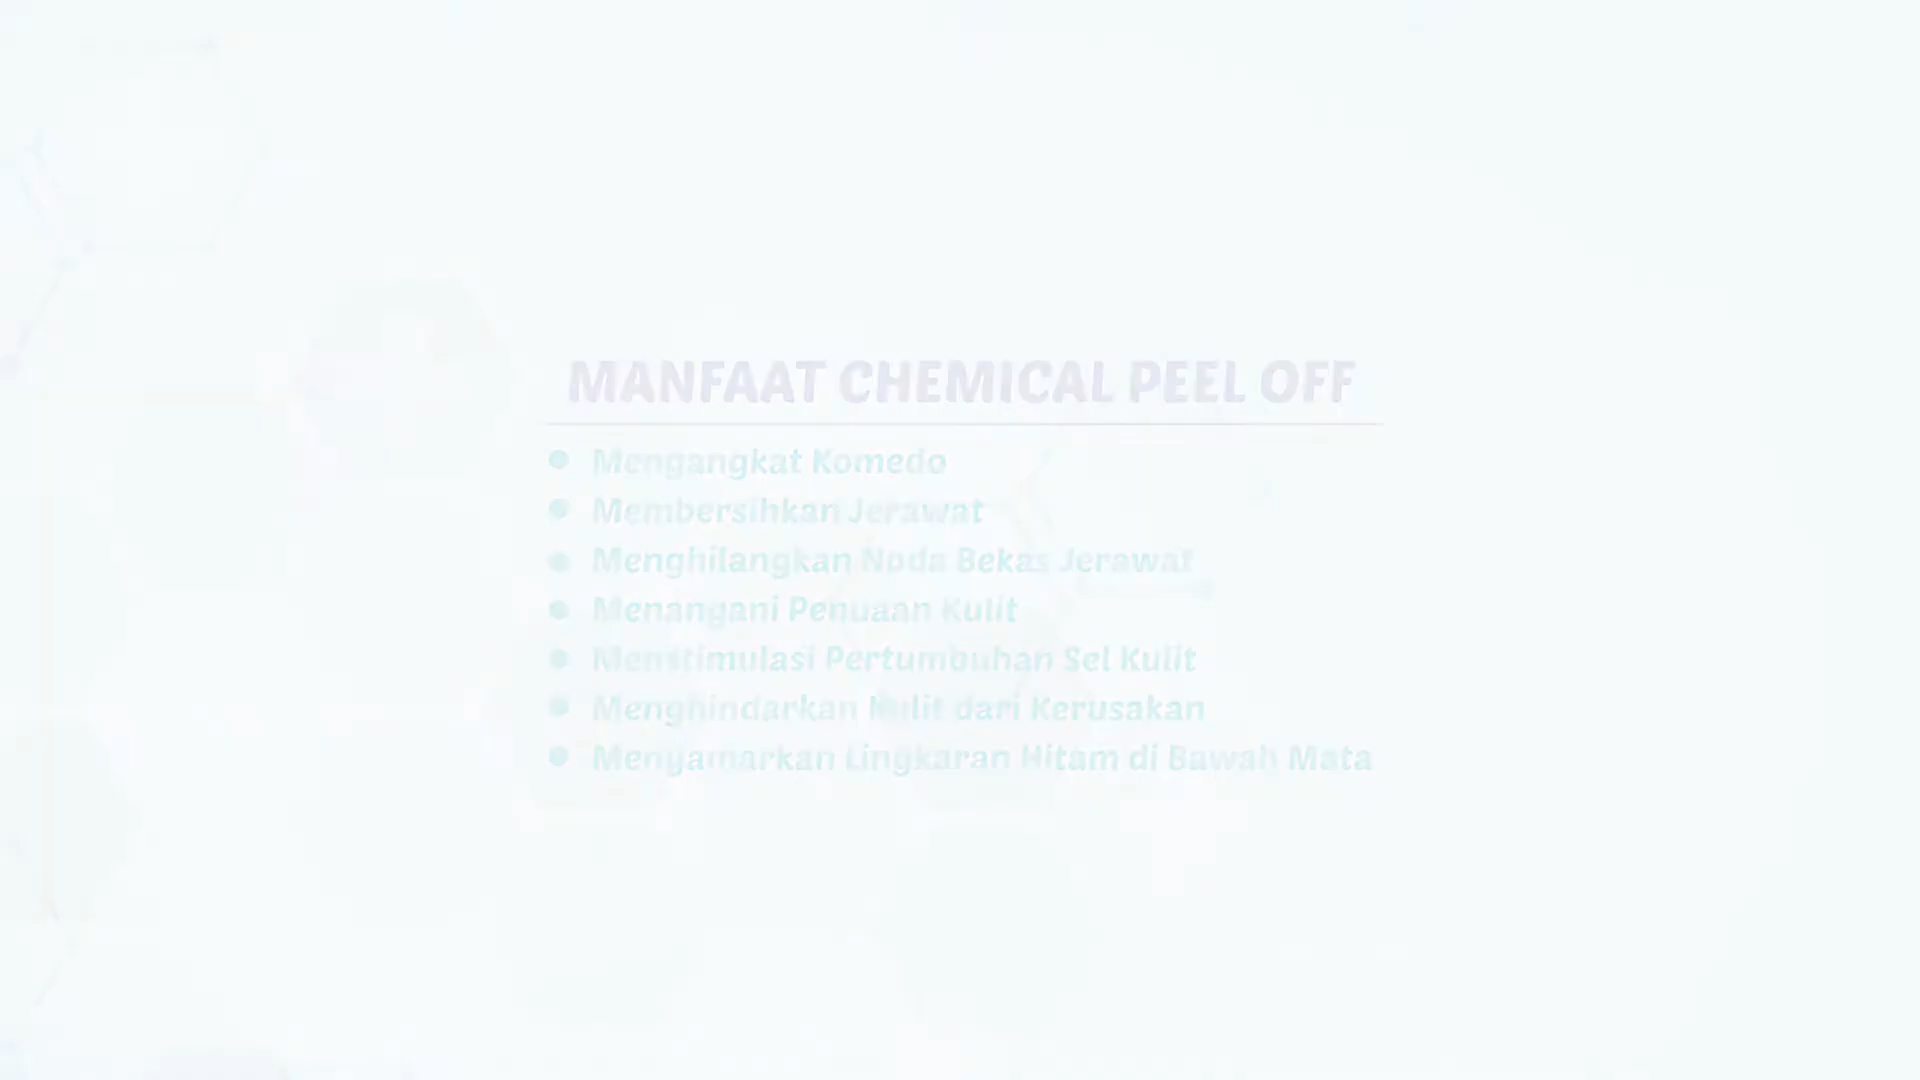 MANFAAT CHEMICAL PEEL OFF
Mengangkat Komedo
Membersihkan Jerawat
Menghilangkan Noda Bekas Jerawat
Menangani Penuaan Kulit
Menstimulasi Pertumbuhan Sel Kulit
Menghindarkan Kulit dari Kerusakan
Menyamarkan Lingkaran Hitam di Bawah Mata